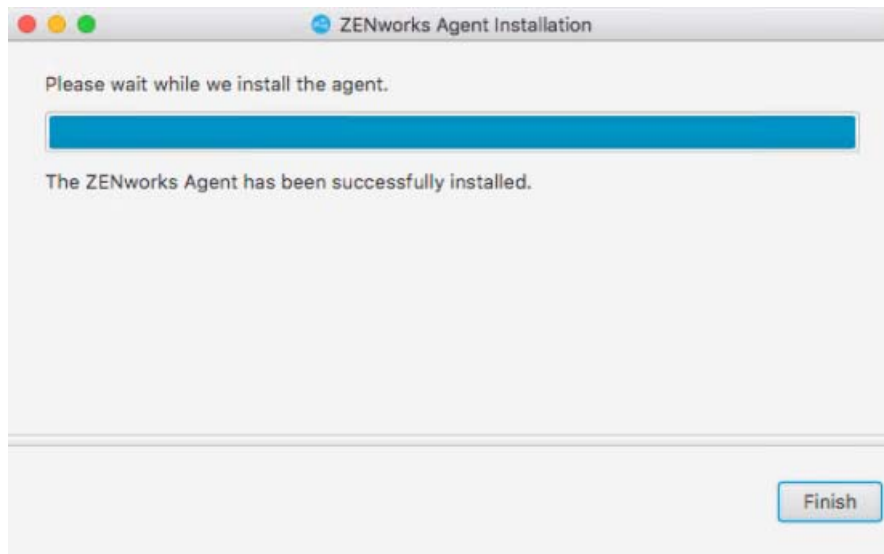 ZENworks Agent Installation
Please wait while we install the agent.
The ZENworks Agent has been successfully installed.
Finish